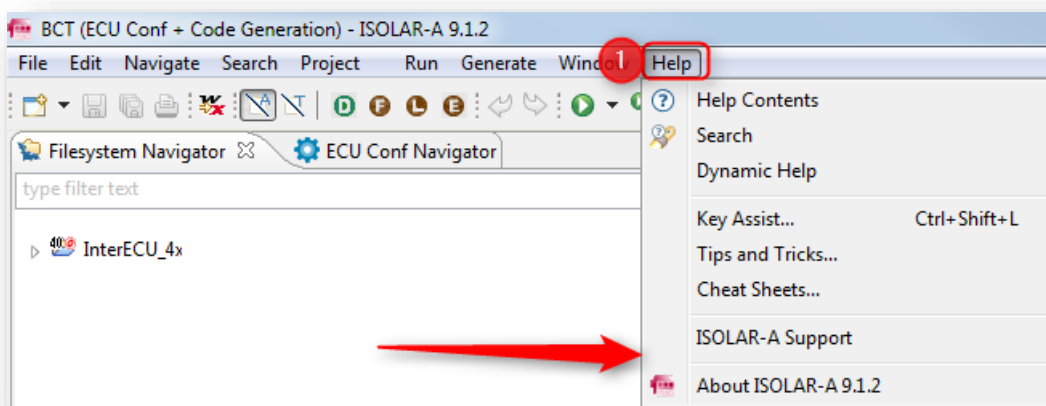 BCT (ECU Conf + Code Generation) - ISOLAR-A 9.1.2
File Edit Navigate Search Project Run Generate Window 1 Help
D G L E
Help Contents
Search
Dynamic Help
Filesystem Navigator ECU Conf Navigator
type filter text
Key Assist... Ctrl+Shift+L
InterECU_4x
Tips and Tricks...
Cheat Sheets...
ISOLAR-A Support
About ISOLAR-A 9.1.2